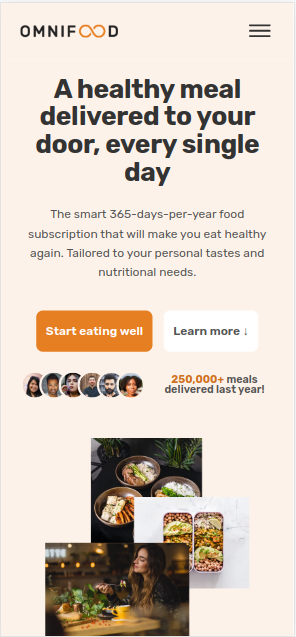 OMNIFOOD
A healthy meal
delivered to your
door, every single
day
The smart 365-days-per-year food
subscription that will make you eat healthy
again. Tailored to your personal tastes and
nutritional needs.
Start eating well
Learn more ↓
250,000+ meals
delivered last year!